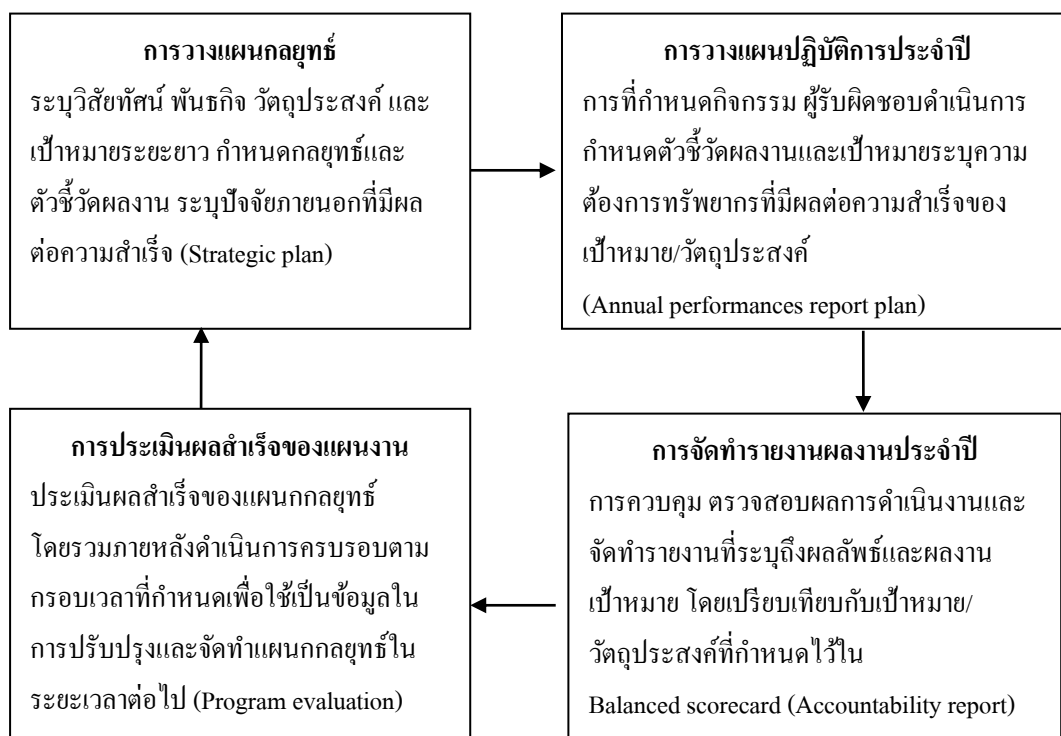 การวางแผนกลยุทธ์
ระบุวิสัยทัศน์ พันธกิจ วัตถุประสงค์ และ
เป้าหมายระยะยาว กำหนดกลยุทธ์และ
ตัวชี้วัดผลงาน ระบุปัจจัยภายนอกที่มีผล
ต่อความสำเร็จ (Strategic plan)
การวางแผนปฏิบัติการประจำปี
การที่กำหนดกิจกรรม ผู้รับผิดชอบดำเนินการ
กำหนดตัวชี้วัดผลงานและเป้าหมายระบุความ
ต้องการทรัพยากรที่มีผลต่อความสำเร็จของ
เป้าหมาย/วัตถุประสงค์
(Annual performances report plan)
การประเมินผลสำเร็จของแผนงาน
ประเมินผลสำเร็จของแผนกกลยุทธ์
โดยรวมภายหลังดำเนินการครบรอบตาม
กรอบเวลาที่กำหนดเพื่อใช้เป็นข้อมูลใน
การปรับปรุงและจัดทำแผนกกลยุทธ์ใน
ระยะเวลาต่อไป (Program evaluation)
การจัดทำรายงานผลงานประจำปี
การควบคุม ตรวจสอบผลการดำเนินงานและ
จัดทำรายงานที่ระบุถึงผลลัพธ์และผลงาน
เป้าหมาย โดยเปรียบเทียบกับเป้าหมาย/
วัตถุประสงค์ที่กำหนดไว้ใน
Balanced scorecard (Accountability report)